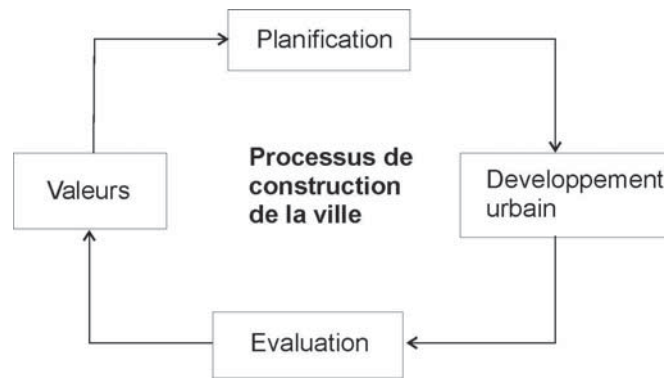 Planification
Processus de
construction
de la ville
Valeurs
Developpement
urbain
Evaluation